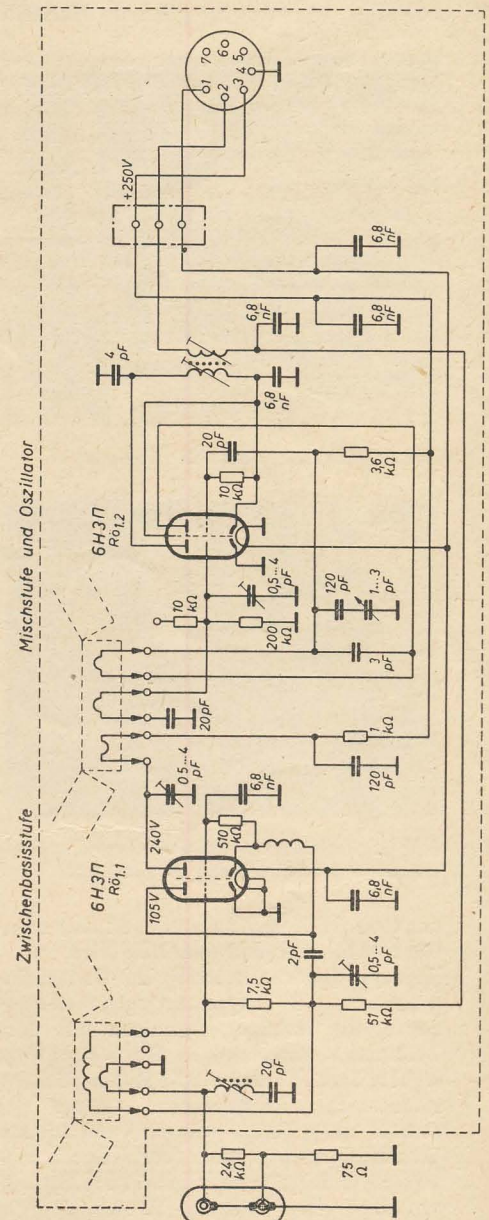 Zwischenbasisstufe
Mischstufe und Oszillator
6Н3П
Rö1.1
6Н3П
Rö1.2
105V
240V
0,5...4
pF
20pF
4
pF
+250V
1
2
3
4
5
6
7
24
kΩ
75
Ω
20
pF
7,5
kΩ
51
kΩ
2pF
0,5...4
pF
510
kΩ
6,8
nF
6,8
nF
120
pF
1
kΩ
10
kΩ
200
kΩ
0,5...4
pF
3
pF
120
pF
1...3
pF
10
kΩ
20
pF
3,6
kΩ
6,8
nF
6,8
nF
6,8
nF
6,8
nF